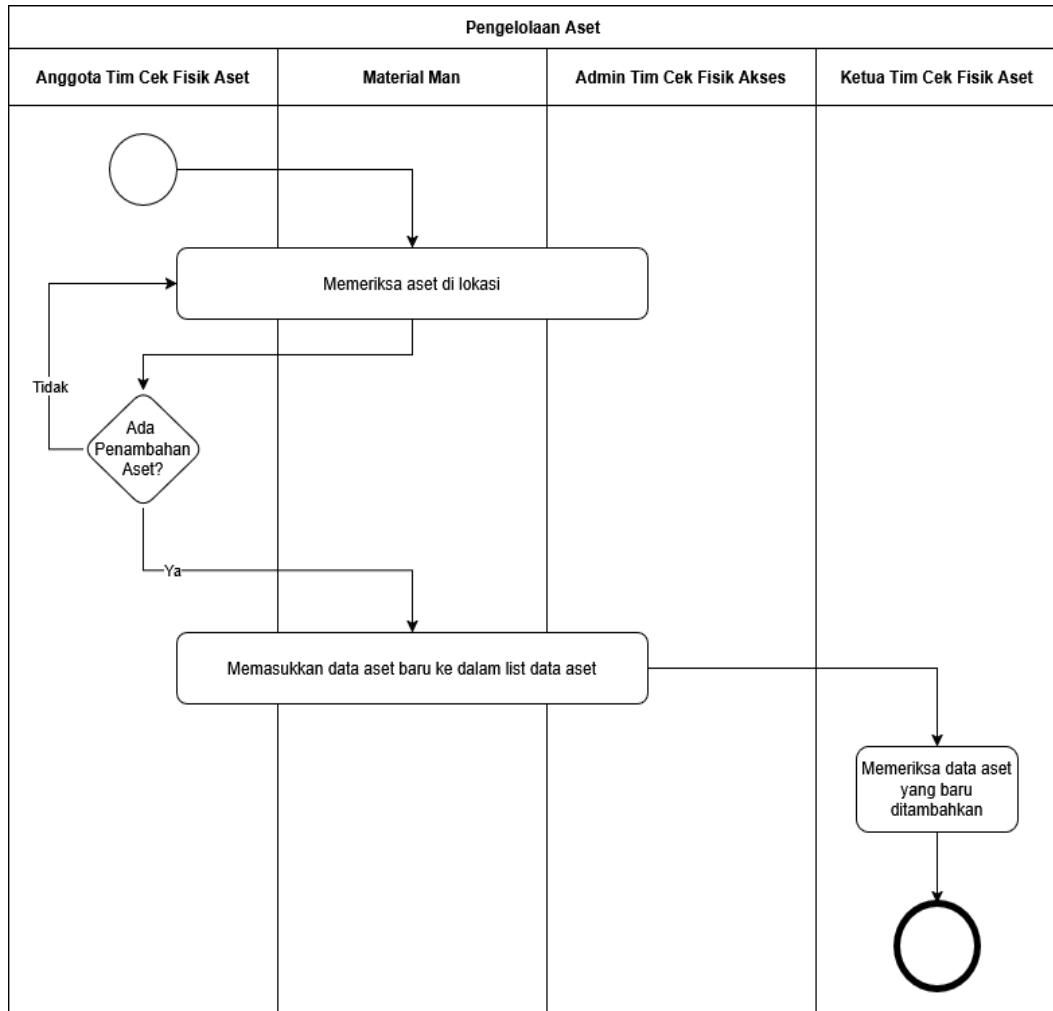 Pengelolaan Aset
Anggota Tim Cek Fisik Aset
Material Man
Admin Tim Cek Fisik Akses
Ketua Tim Cek Fisik Aset
Memeriksa aset di lokasi
Tidak
Ada
Penambahan
Aset?
Ya
Memasukkan data aset baru ke dalam list data aset
Memeriksa data aset
yang baru
ditambahkan